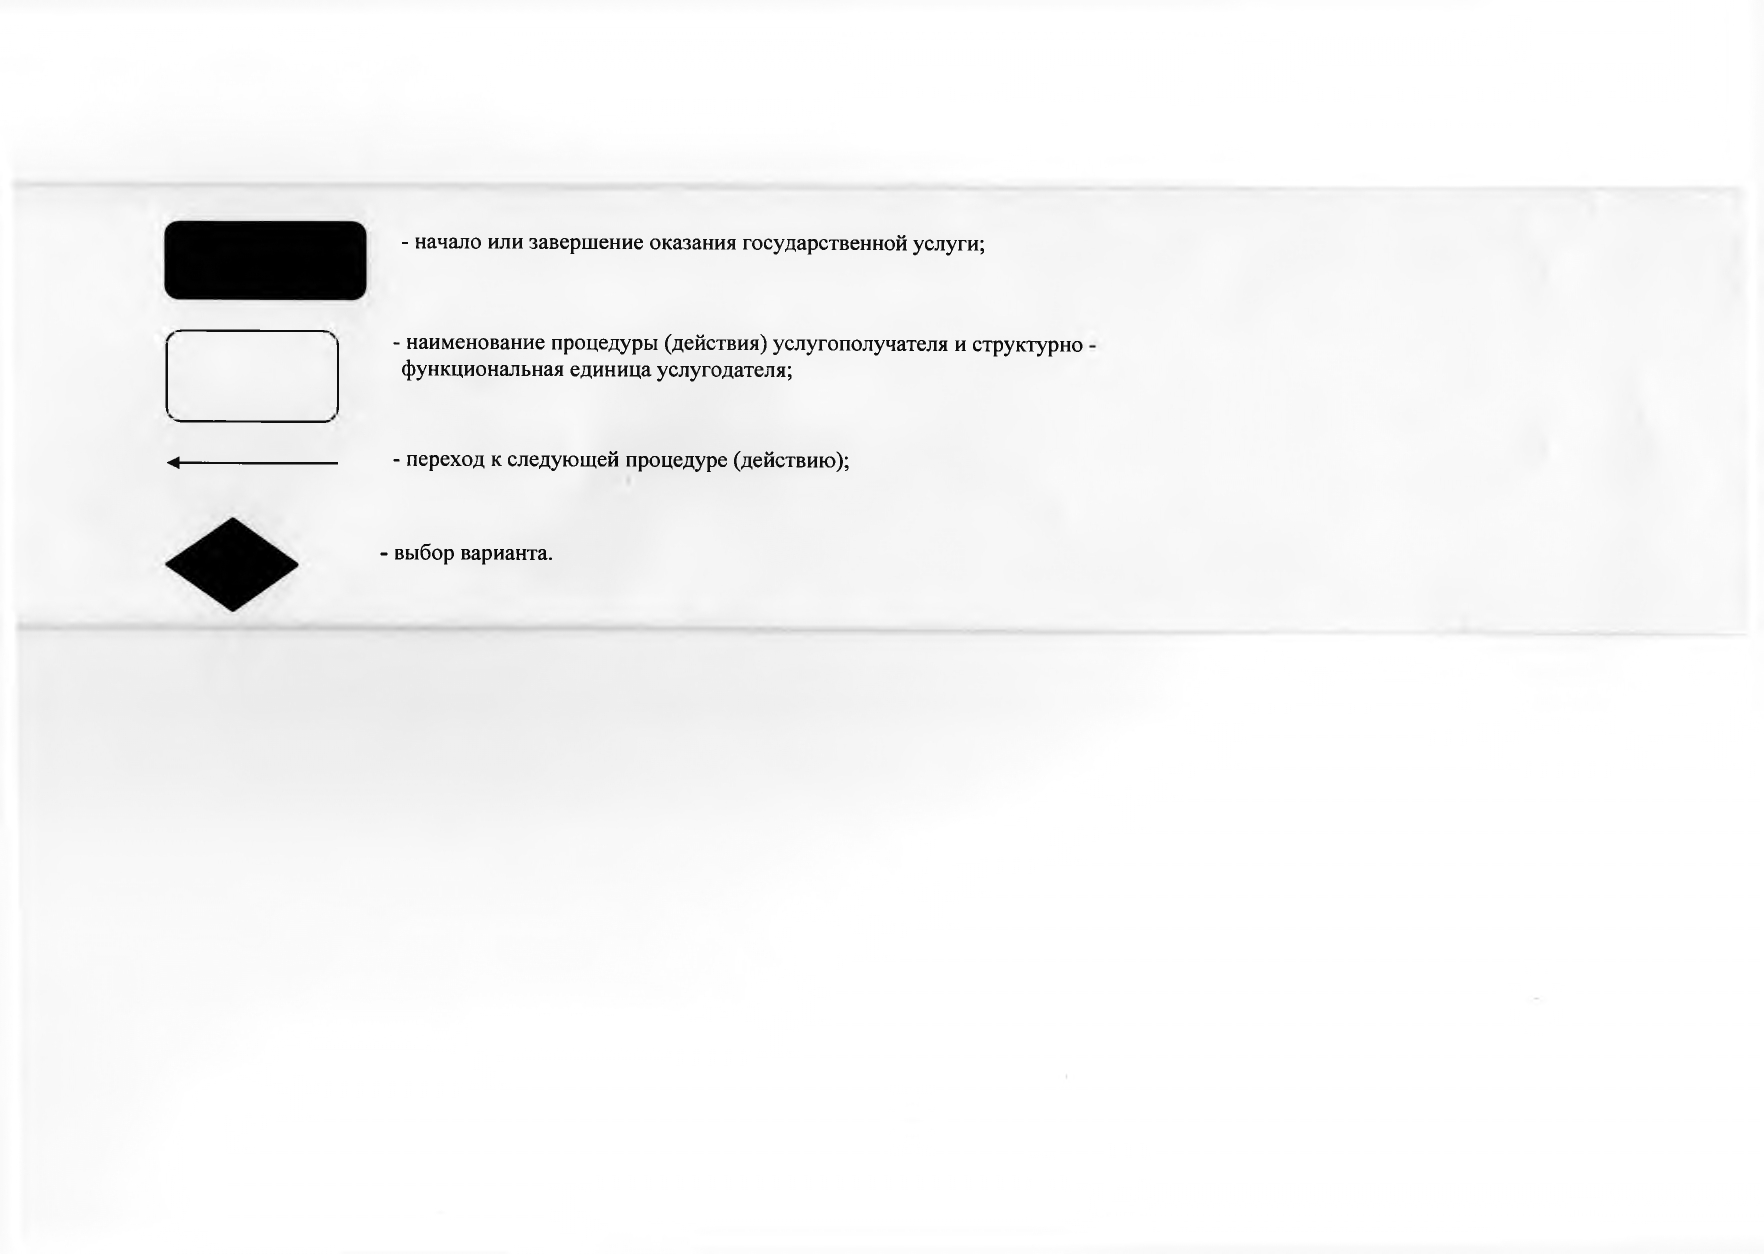 - начало или завершение оказания государственной услуги;
- наименование процедуры (действия) услугополучателя и структурно -
функциональная единица услугодателя;
- переход к следующей процедуре (действию);
- выбор варианта.